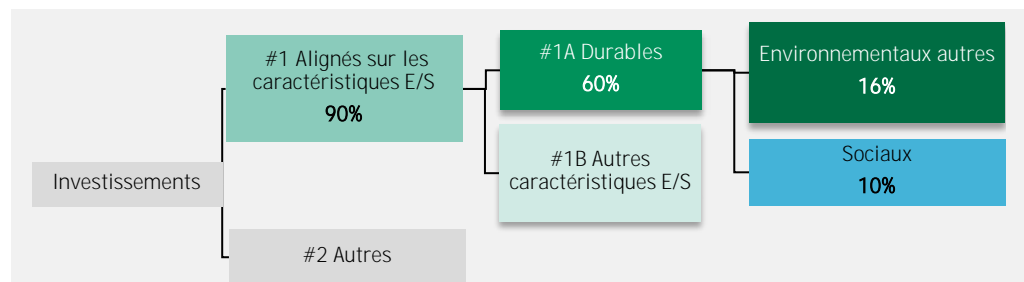 #1 Alignés sur les
caractéristiques E/S
90%
#1A Durables
60%
Environnementaux autres
16%
#1B Autres
caractéristiques E/S
Sociaux
10%
Investissements
#2 Autres